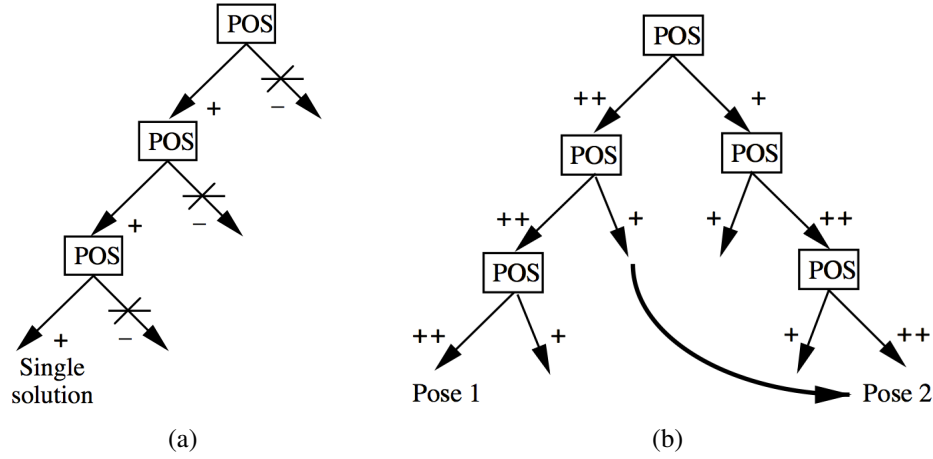 POS
+
−
POS
+
−
POS
+
−
Single
solution
(a)
POS
++
+
POS
POS
++
+
+
++
POS
POS
++
+
+
++
Pose 1
Pose 2
(b)